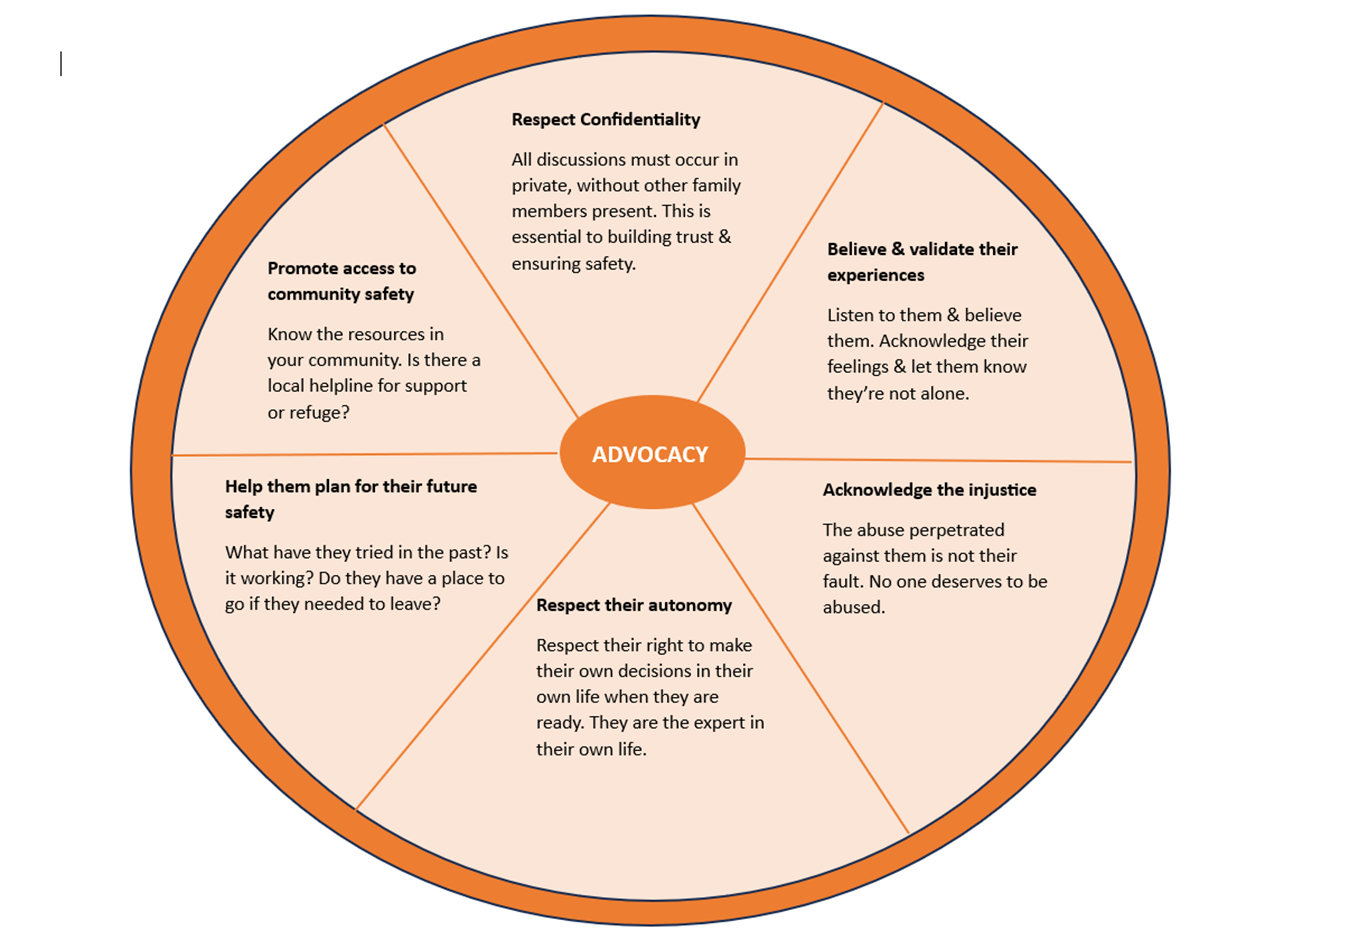 Respect Confidentiality
All discussions must occur in
private, without other family
members present. This is
essential to building trust &
ensuring safety.
Believe & validate their
experiences
Listen to them & believe
them. Acknowledge their
feelings & let them know
they’re not alone.
Acknowledge the injustice
The abuse perpetrated
against them is not their
fault. No one deserves to be
abused.
Respect their autonomy
Respect their right to make
their own decisions in their
own life when they are
ready. They are the expert in
their own life.
Help them plan for their future
safety
What have they tried in the past? Is
it working? Do they have a place to
go if they needed to leave?
Promote access to
community safety
Know the resources in
your community. Is there a
local helpline for support
or refuge?
ADVOCACY